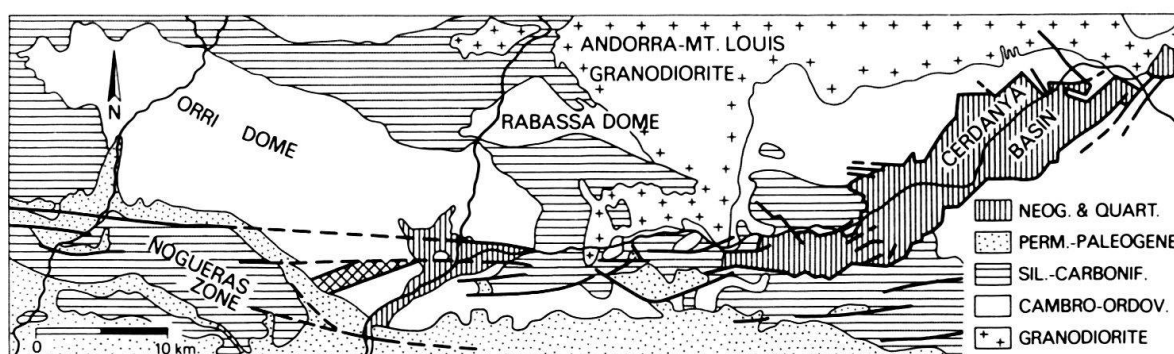 ANDORRA-MT. LOUIS
GRANODIORITE
N
ORRI DOME
RABASSA DOME
CERDANYA
BASIN
NOGUERAS
ZONE
0 10 km.
NEOG. & QUART.
PERM.-PALEOGENE
SIL.-CARBONIF.
CAMBRO-ORDOV.
GRANODIORITE